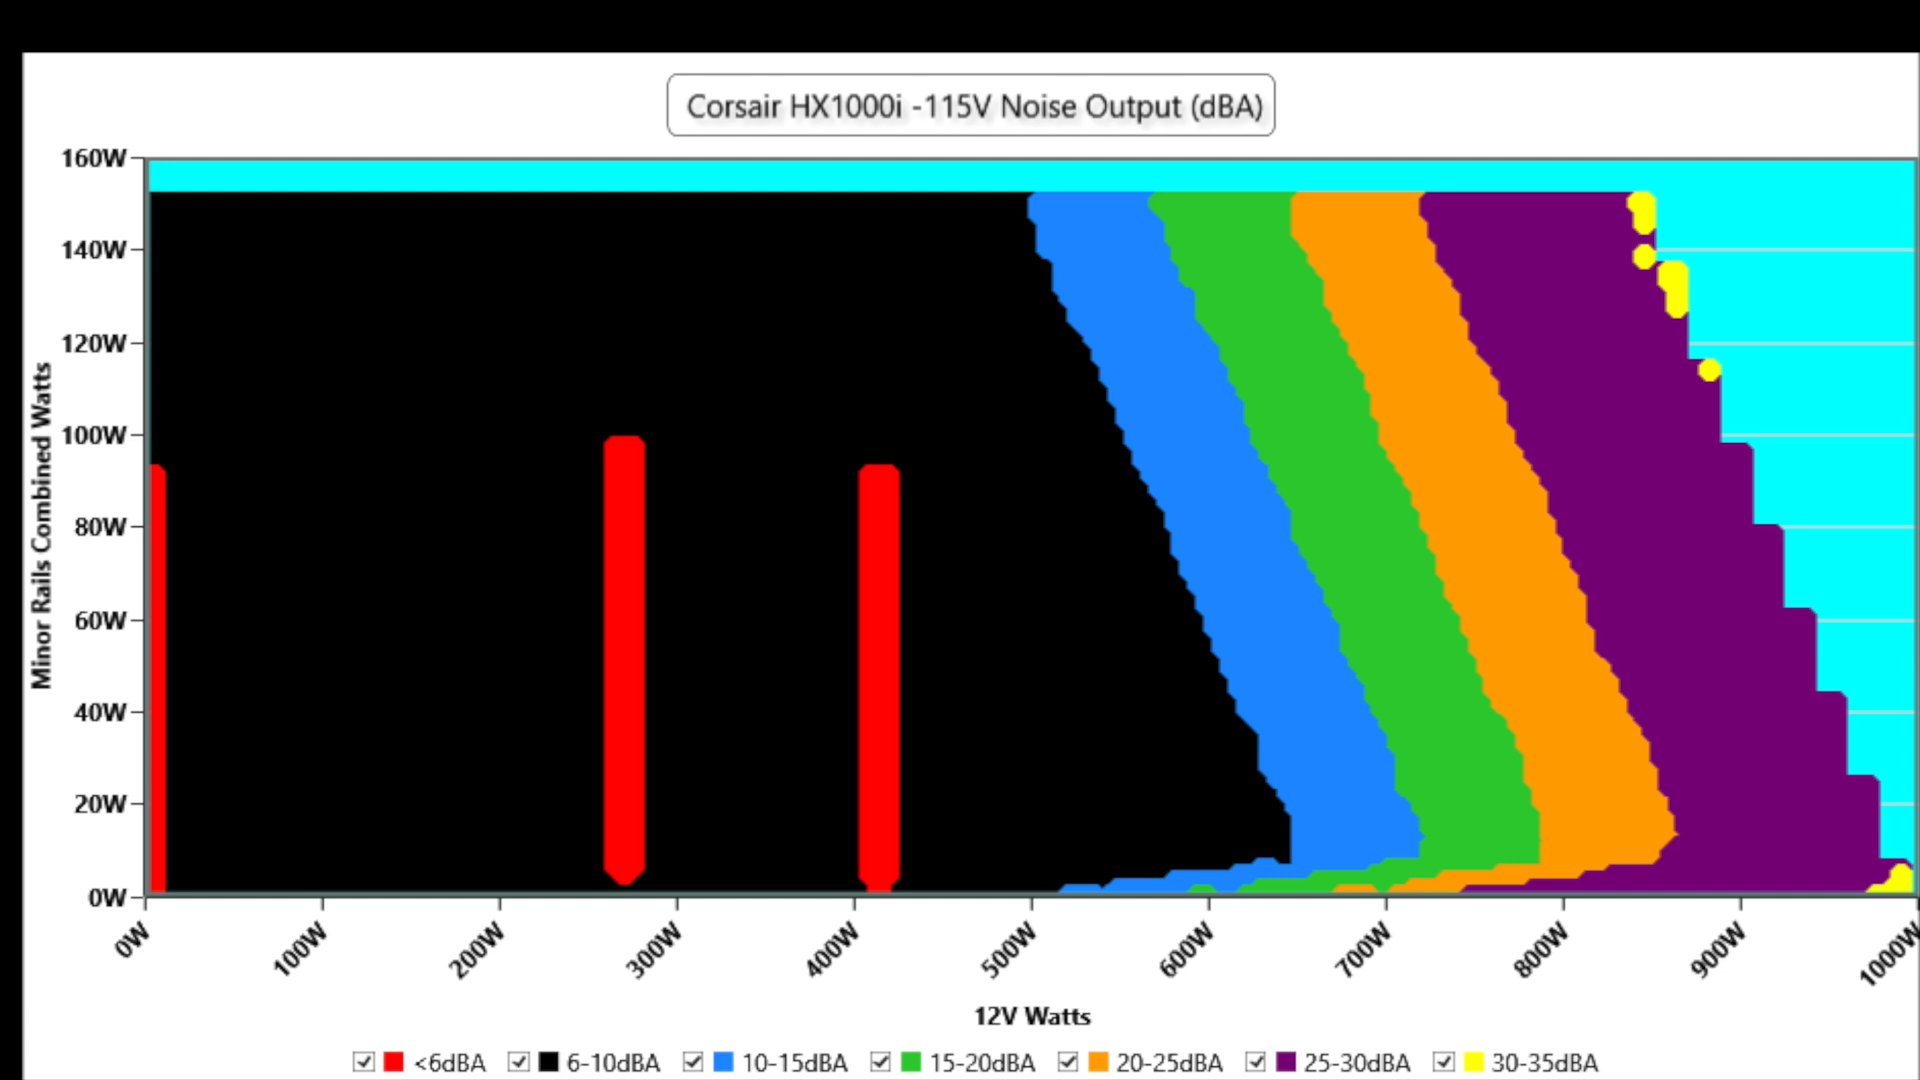 Corsair HX1000i -115V Noise Output (dBA)
160W
140W
120W
100W
80W
60W
40W
20W
0W
Minor Rails Combined Watts
0W 100W 200W 300W 400W 500W 600W 700W 800W 900W 1000W
12V Watts
<6dBA 6-10dBA 10-15dBA 15-20dBA 20-25dBA 25-30dBA 30-35dBA